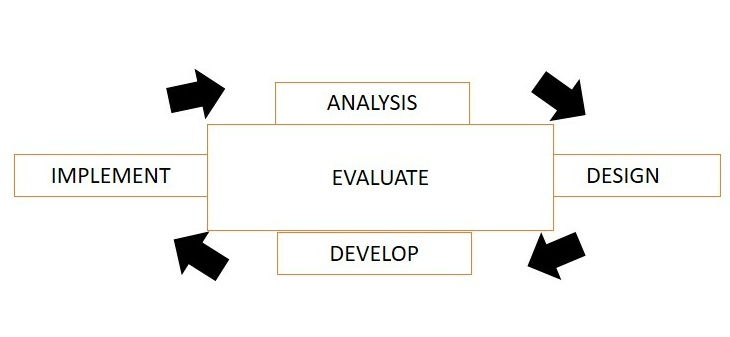 ANALYSIS
IMPLEMENT
EVALUATE
DESIGN
DEVELOP